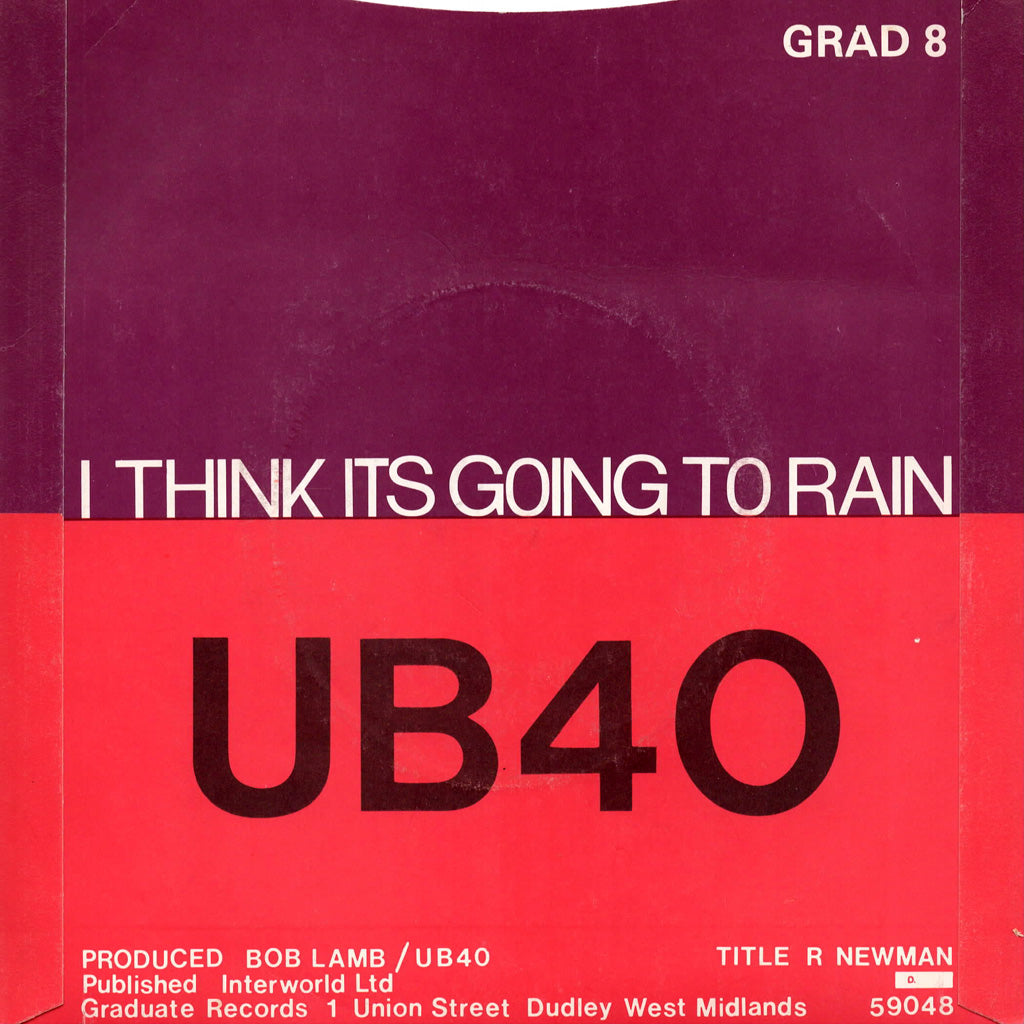 GRAD 8
I THINK ITS GOING TO RAIN
UB40
PRODUCED BOB LAMB / UB40 TITLE R NEWMAN
Published Interworld Ltd D.
Graduate Records 1 Union Street Dudley West Midlands 59048